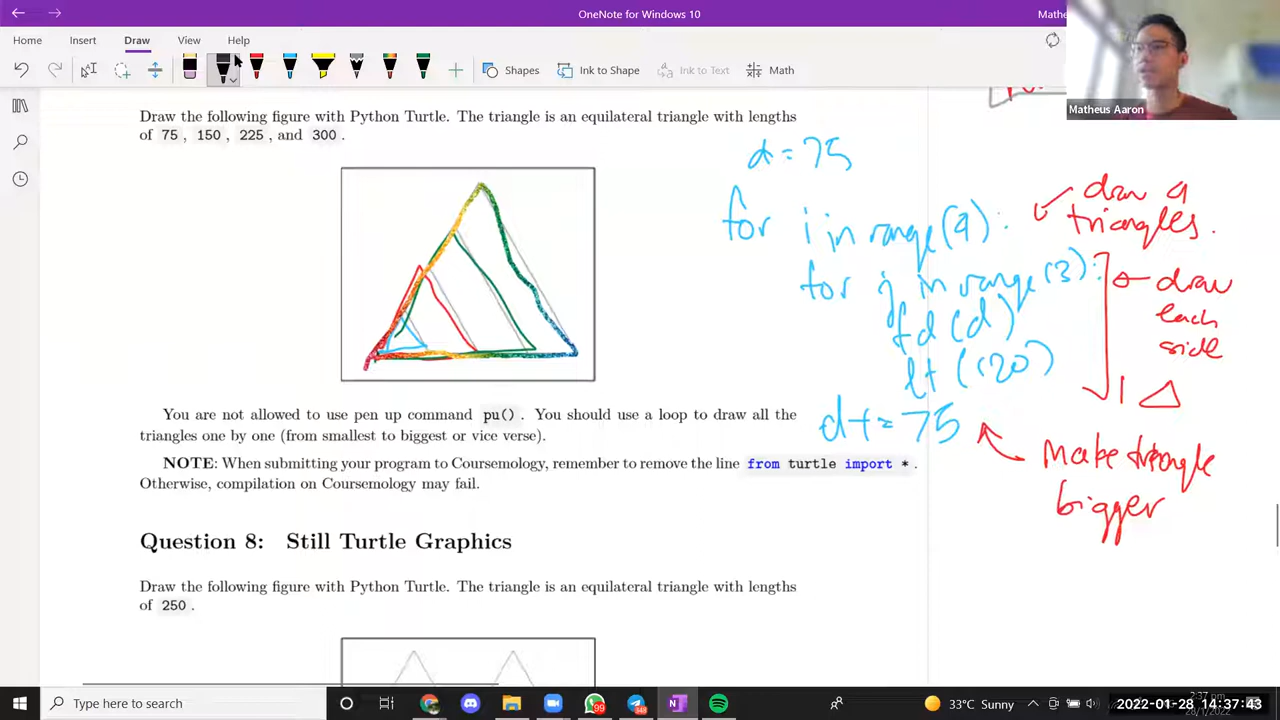 OneNote for Windows 10
Mathe
Home Insert Draw View Help
Shapes Ink to Shape Ink to Text Math
Matheus Aaron
Draw the following figure with Python Turtle. The triangle is an equilateral triangle with lengths
of 75 , 150 , 225 , and 300 .
d = 75
for i in range(4):
for j in range(3):
fd(d)
lt(120)
d += 75
draw 4
triangles.
draw
each
side
1
make triangle
bigger
You are not allowed to use pen up command pu() . You should use a loop to draw all the
triangles one by one (from smallest to biggest or vice verse).
NOTE: When submitting your program to Coursemology, remember to remove the line from turtle import * .
Otherwise, compilation on Coursemology may fail.
Question 8: Still Turtle Graphics
Draw the following figure with Python Turtle. The triangle is an equilateral triangle with lengths
of 250 .
Type here to search
99
33°C Sunny
2022-01-28 14:37:43